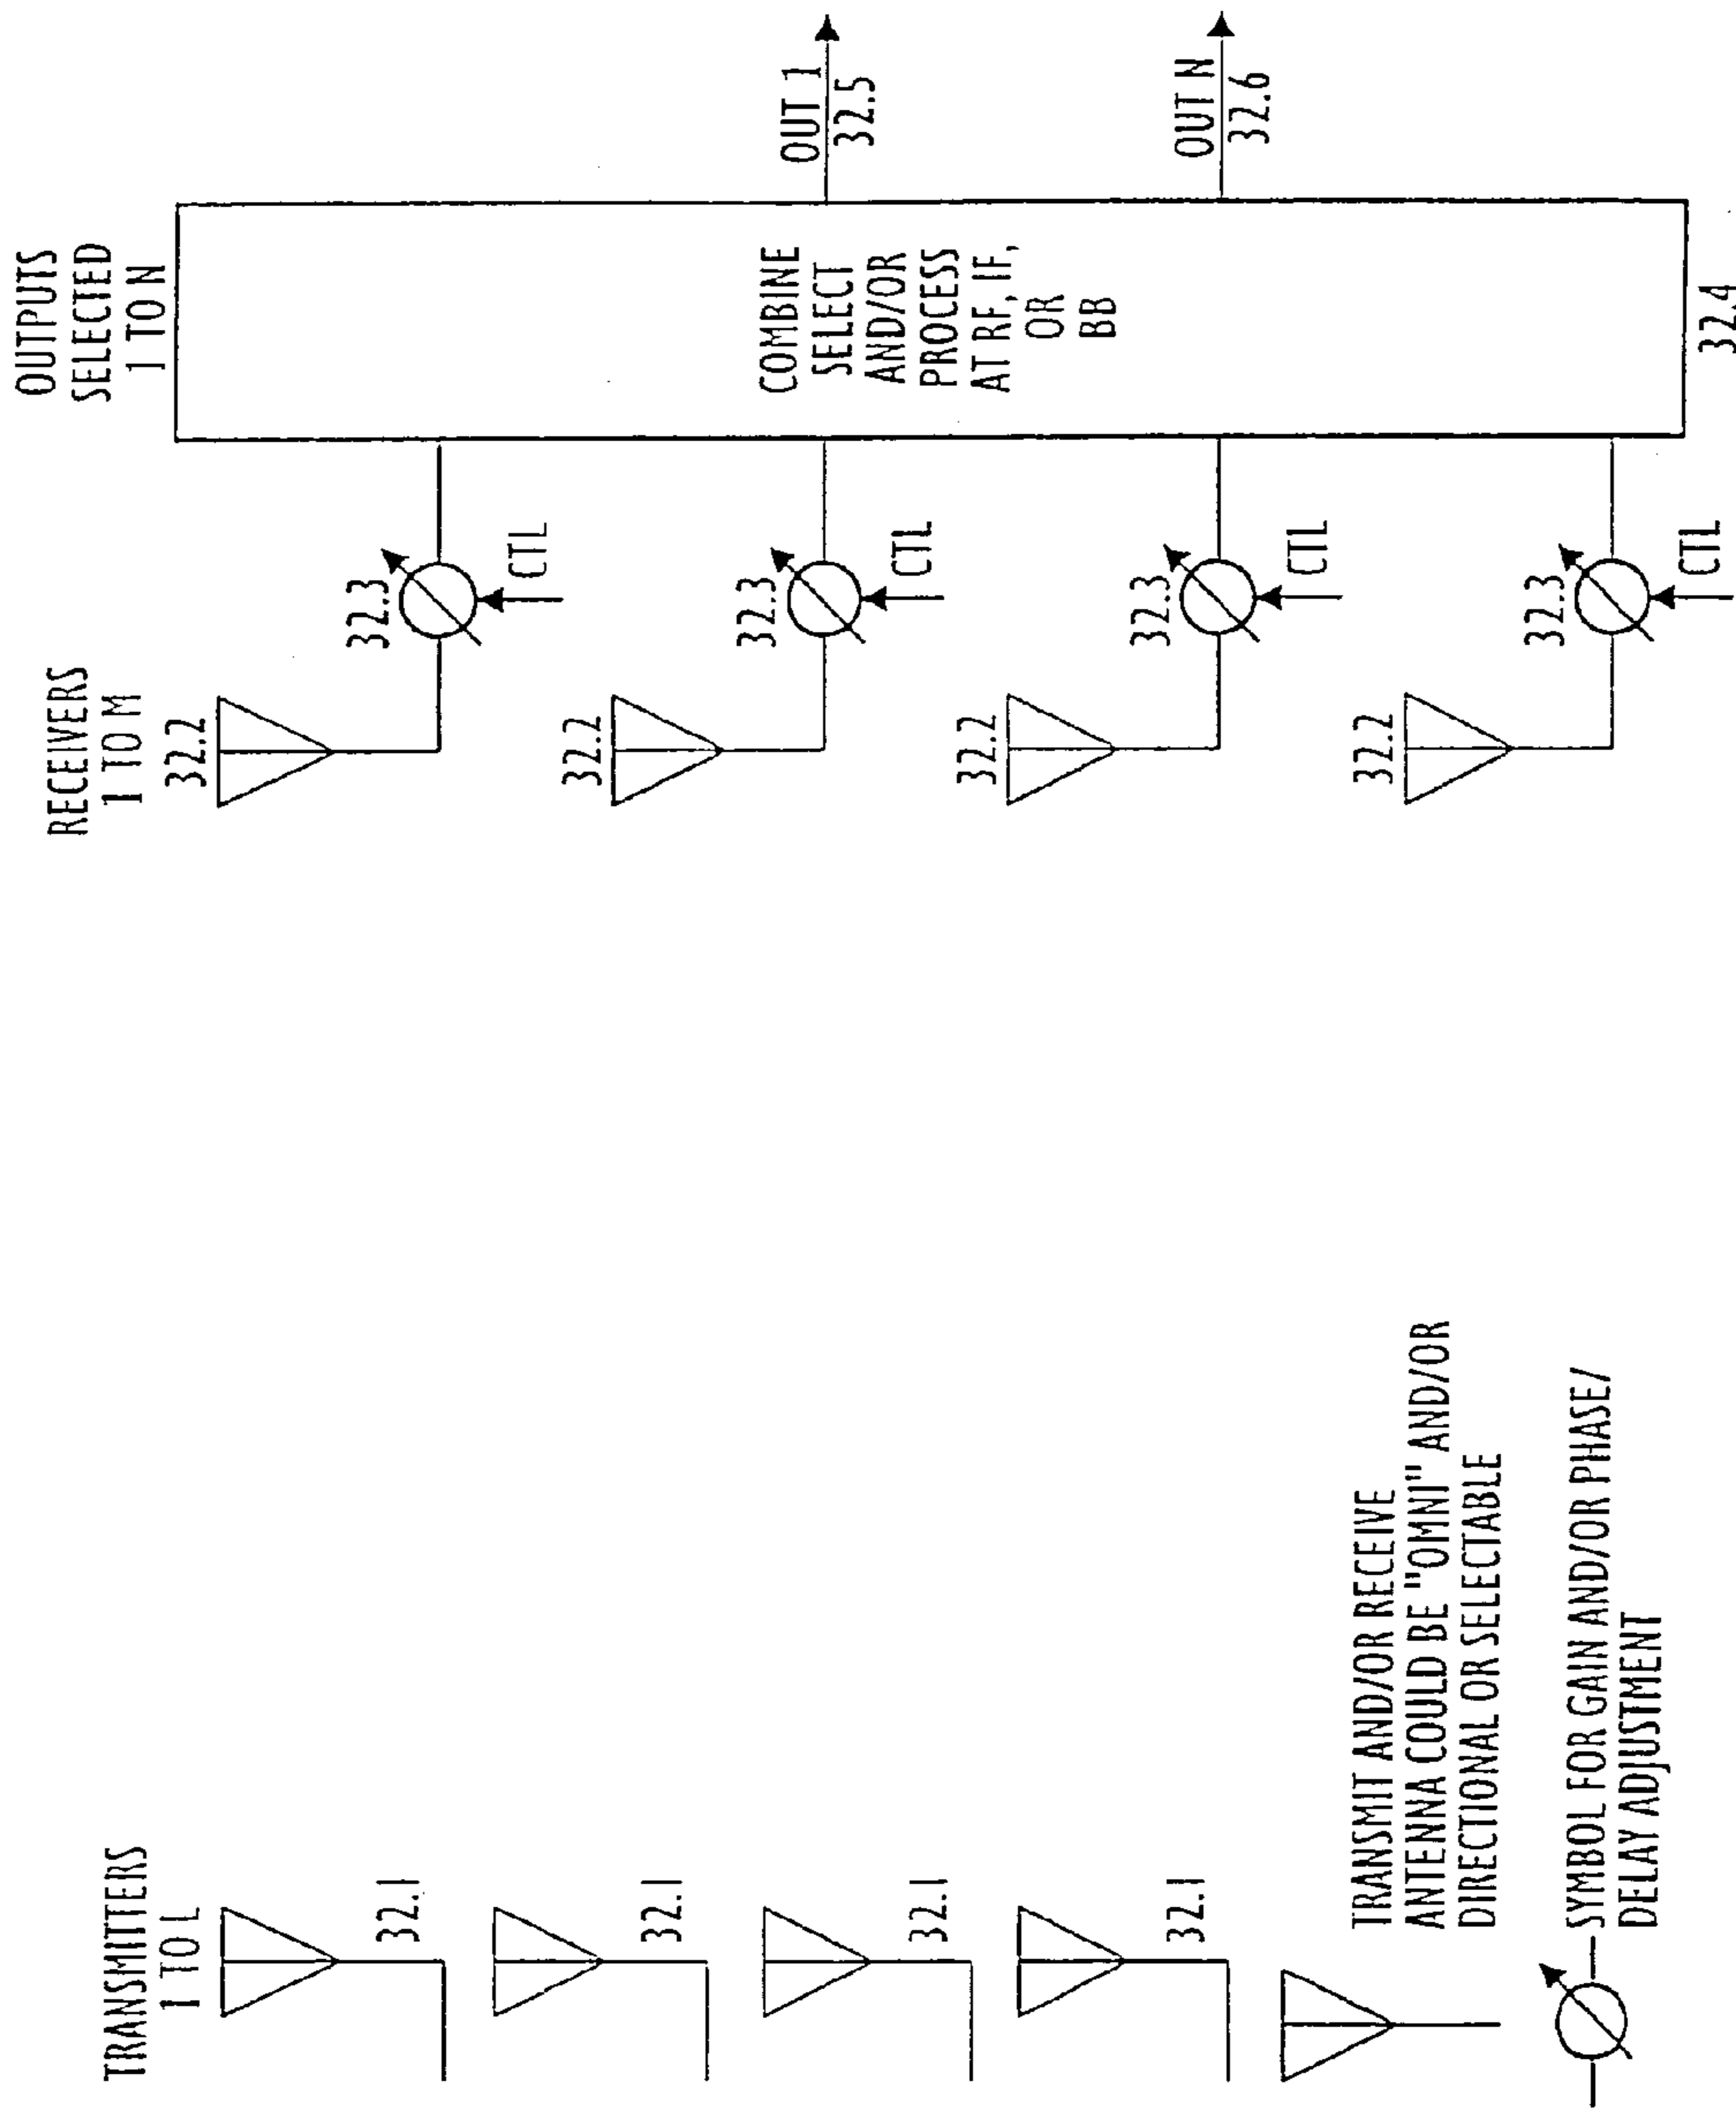 TRANSMITTERS
1 TO L
32.1
32.1
32.1
32.1
TRANSMIT AND/OR RECEIVE
ANTENNA COULD BE "OMNI" AND/OR
DIRECTIONAL OR SELECTABLE
SYMBOL FOR GAIN AND/OR PHASE/
DELAY ADJUSTMENT
RECEIVERS
1 TO M
32.2
32.3
CTL
32.2
32.3
CTL
32.2
32.3
CTL
32.2
32.3
CTL
OUTPUTS
SELECTED
1 TO N
COMBINE
SELECT
AND/OR
PROCESS
AT RF, IF,
OR
BB
32.4
OUT 1
32.5
OUT N
32.6